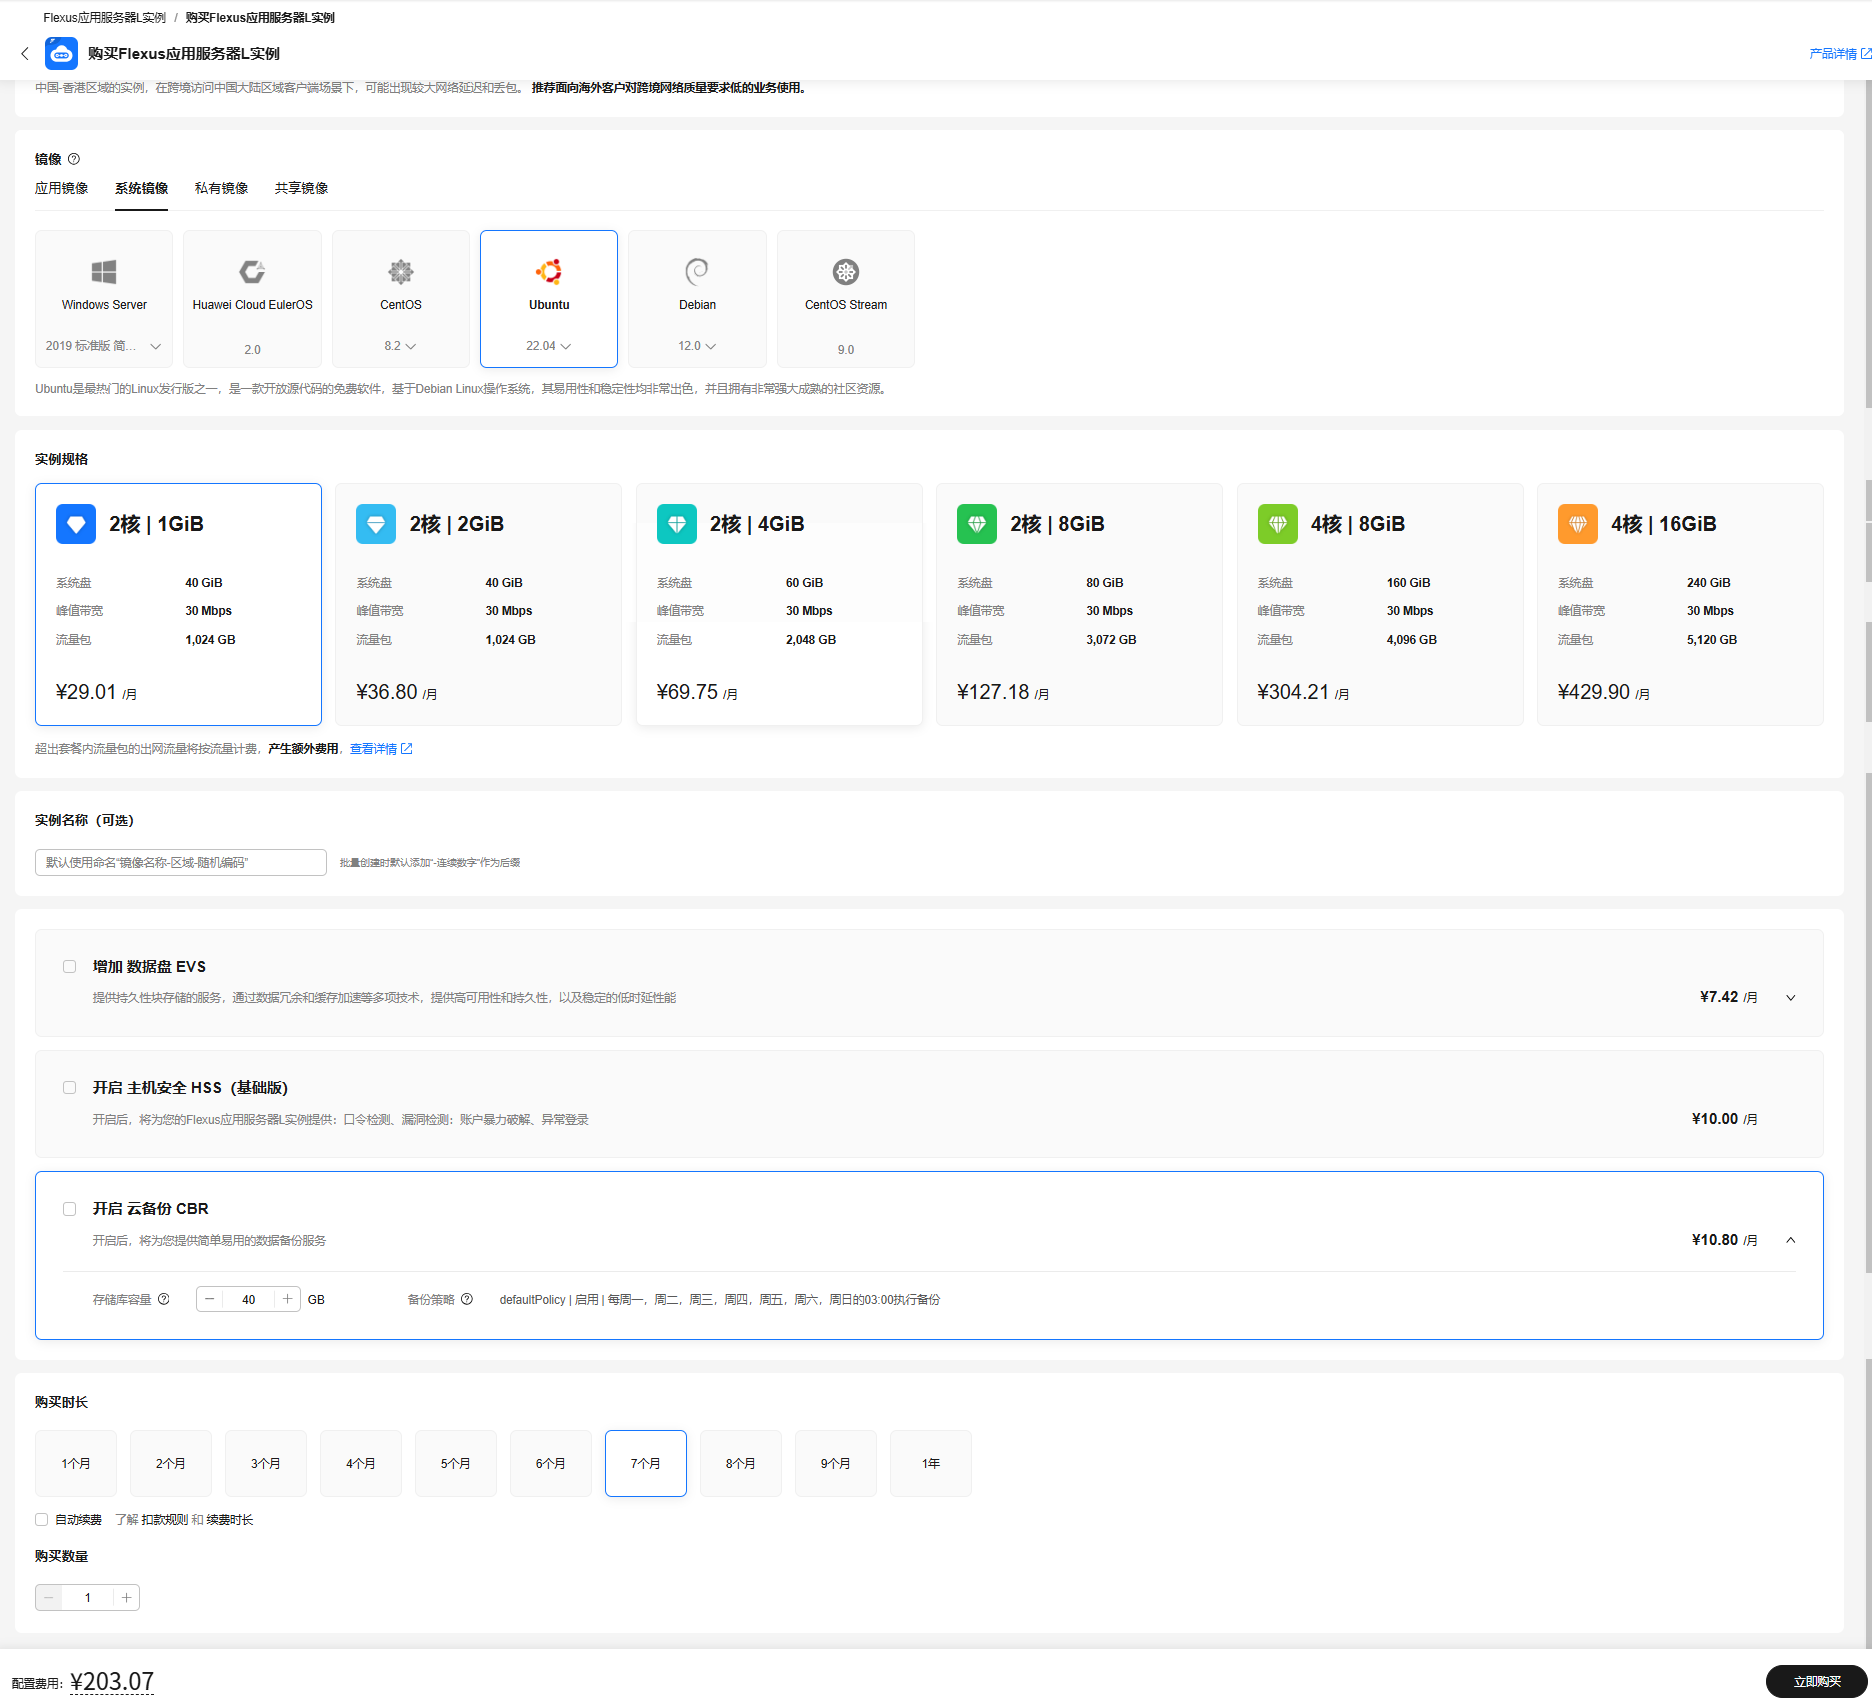 Flexus应用服务器L实例 / 购买Flexus应用服务器L实例
购买Flexus应用服务器L实例
产品详情
中国-香港区域的实例，在跨境访问中国大陆区域客户端场景下，可能出现较大网络延迟和丢包。 推荐面向海外客户对跨境网络质量要求低的业务使用。
镜像
应用镜像 系统镜像 私有镜像 共享镜像
Windows Server Huawei Cloud EulerOS CentOS Ubuntu Debian CentOS Stream
2019 标准版 简... 2.0 8.2 22.04 12.0 9.0
Ubuntu是最热门的Linux发行版之一，是一款开放源代码的免费软件，基于Debian Linux操作系统，其易用性和稳定性均非常出色，并且拥有非常强大成熟的社区资源。
实例规格
2核 | 1GiB 2核 | 2GiB 2核 | 4GiB 2核 | 8GiB 4核 | 8GiB 4核 | 16GiB
系统盘 40 GiB 系统盘 40 GiB 系统盘 60 GiB 系统盘 80 GiB 系统盘 160 GiB 系统盘 240 GiB
峰值带宽 30 Mbps 峰值带宽 30 Mbps 峰值带宽 30 Mbps 峰值带宽 30 Mbps 峰值带宽 30 Mbps 峰值带宽 30 Mbps
流量包 1,024 GB 流量包 1,024 GB 流量包 2,048 GB 流量包 3,072 GB 流量包 4,096 GB 流量包 5,120 GB
¥29.01 /月 ¥36.80 /月 ¥69.75 /月 ¥127.18 /月 ¥304.21 /月 ¥429.90 /月
超出套餐内流量包的出网流量将按流量计费，产生额外费用，查看详情
实例名称（可选）
默认使用命名“镜像名称-区域-随机编码” 批量创建时默认添加“-连续数字”作为后缀
增加 数据盘 EVS
提供持久性块存储的服务，通过数据冗余和缓存加速等多项技术，提供高可用性和持久性，以及稳定的低时延性能
¥7.42 /月
开启 主机安全 HSS（基础版）
开启后，将为您的Flexus应用服务器L实例提供：口令检测、漏洞检测；账户暴力破解、异常登录
¥10.00 /月
开启 云备份 CBR
开启后，将为您提供简单易用的数据备份服务
¥10.80 /月
存储库容量 － 40 ＋ GB 备份策略 defaultPolicy | 启用 | 每周一，周二，周三，周四，周五，周六，周日的03:00执行备份
购买时长
1个月 2个月 3个月 4个月 5个月 6个月 7个月 8个月 9个月 1年
自动续费 了解 扣款规则 和 续费时长
购买数量
－ 1 ＋
配置费用： ¥203.07
立即购买